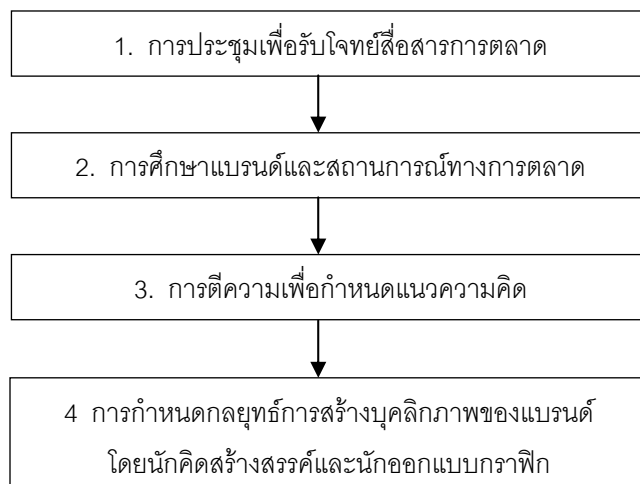 1. การประชุมเพื่อรับโจทย์สื่อสารการตลาด
2. การศึกษาแบรนด์และสถานการณ์ทางการตลาด
3. การตีความเพื่อกำหนดแนวความคิด
4 การกำหนดกลยุทธ์การสร้างบุคลิกภาพของแบรนด์
โดยนักคิดสร้างสรรค์และนักออกแบบกราฟิก